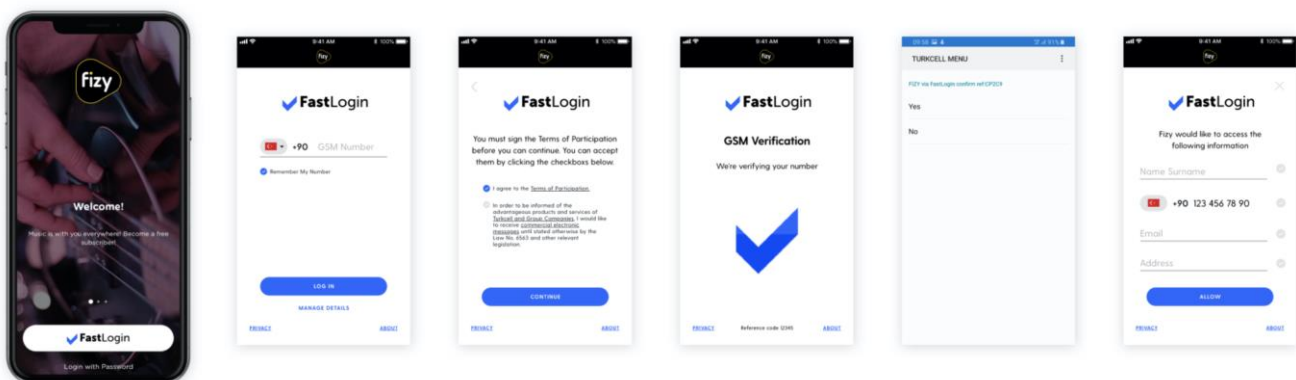 fizy
Welcome!
Music is with you everywhere! Become a free
subscriber!
FastLogin
Login with Password
9:41 AM
100%
fizy
FastLogin
+90 GSM Number
Remember My Number
LOG IN
MANAGE DETAILS
PRIVACY
ABOUT
9:41 AM
100%
fizy
FastLogin
You must sign the Terms of Participation
before you can continue. You can accept
them by clicking the checkboxes below.
I agree to the Terms of Participation.
In order to be informed of the
advantageous products and services of
Turkcell and Group Companies, I would like
to receive commercial electronic
messages until stated otherwise by the
Law No. 6563 and other relevant
legislation.
CONTINUE
PRIVACY
ABOUT
9:41 AM
100%
fizy
FastLogin
GSM Verification
We're verifying your number
PRIVACY
Reference code 12345
ABOUT
91%
TURKCELL MENU
FIZY via FastLogin confirm ref:CPZC9
Yes
No
9:41 AM
100%
fizy
FastLogin
Fizy would like to access the
following information
Name Surname
+90 123 456 78 90
Email
Address
ALLOW
PRIVACY
ABOUT